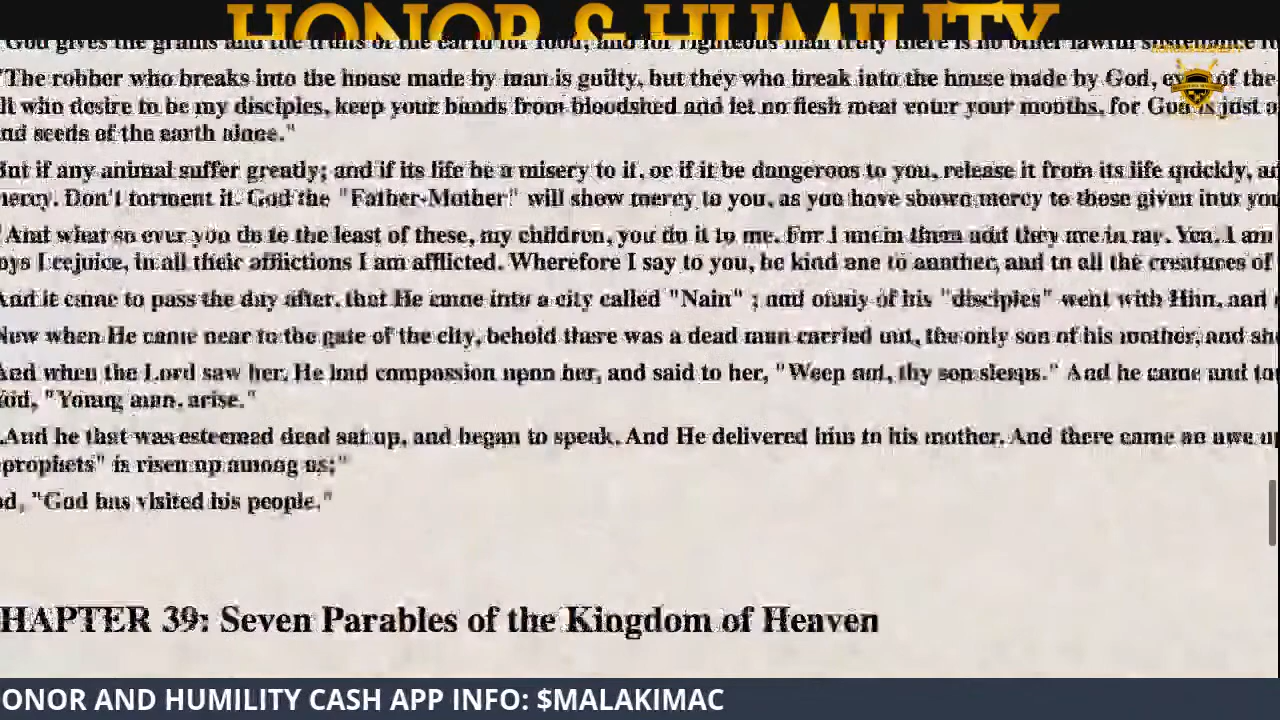 HONOR & HUMILITY
God gives the grains and the fruits of the earth for food; and for righteous man truly there is no other lawful sustenance
"The robber who breaks into the house made by man is guilty, but they who break into the house made by God, of the
who desire to be my disciples, keep your hands from bloodshed and let no flesh meat enter your mouths, for God is just
nd seeds of the earth alone."
But if any animal suffer greatly; and if its life be a misery to it, or if it be dangerous to you, release it from its life quickly,
mercy. Don't torment it. God the "Father-Mother" will show mercy to you, as you have shown mercy to those given into you
And what so ever you do to the least of these, my children, you do it to me. For I am in them and they are in me. Yea, I am
oys I rejoice, in all their afflictions I am afflicted. Wherefore I say to you, be kind one to another, and to all the creatures of
And it came to pass the day after, that He came into a city called "Nain" ; and many of his "disciples" went with Him, and
Now when He came near to the gate of the city, behold there was a dead man carried out, the only son of his mother, and sh
And when the Lord saw her, He had compassion upon her, and said to her, "Weep not, thy son sleeps." And he came and to
"Young man, arise."
And he that was esteemed dead sat up, and began to speak. And He delivered him to his mother. And there came an awe u
prophets" is risen up among us;"
d, "God has visited his people."
HAPTER 39: Seven Parables of the Kingdom of Heaven
ONOR AND HUMILITY CASH APP INFO: $MALAKIMAC